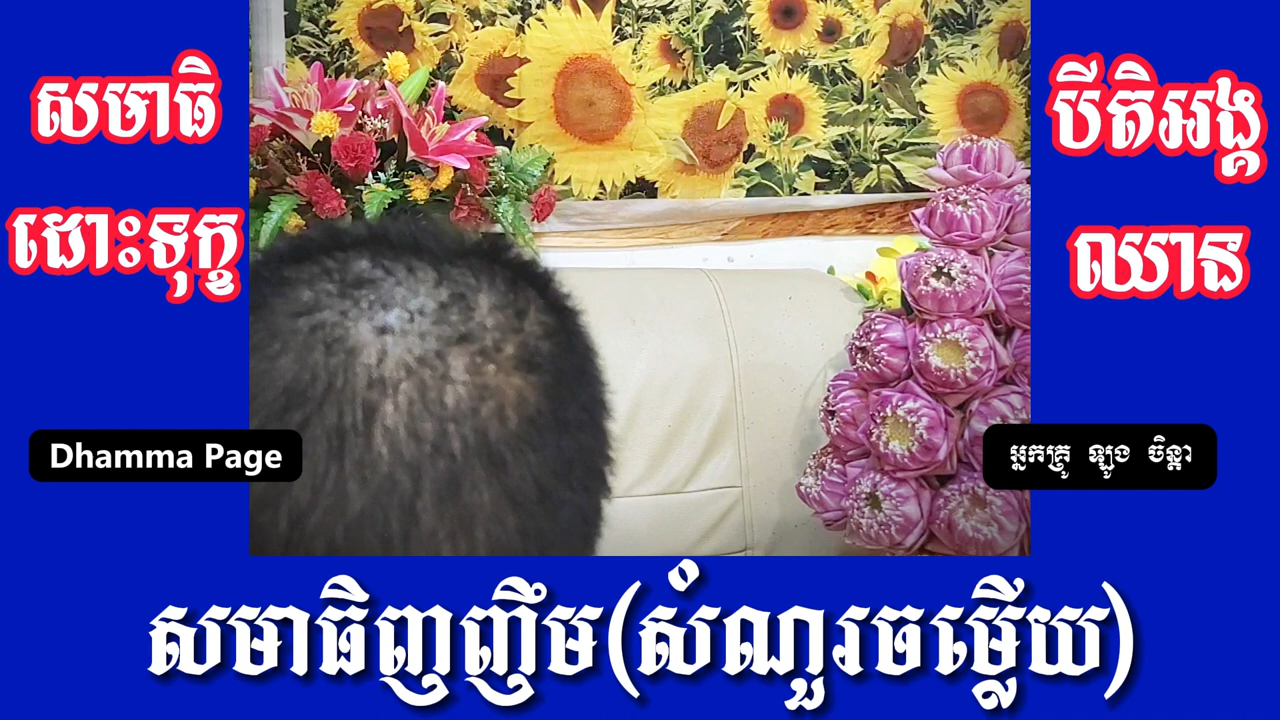 សមាធិ
ដោះទុក្ខ
បីតិអង្គ
ឈាន
Dhamma Page
អ្នកគ្រូ ឡុង ចិន្តា
សមាធិញញឹម(សំណួរចម្លើយ)